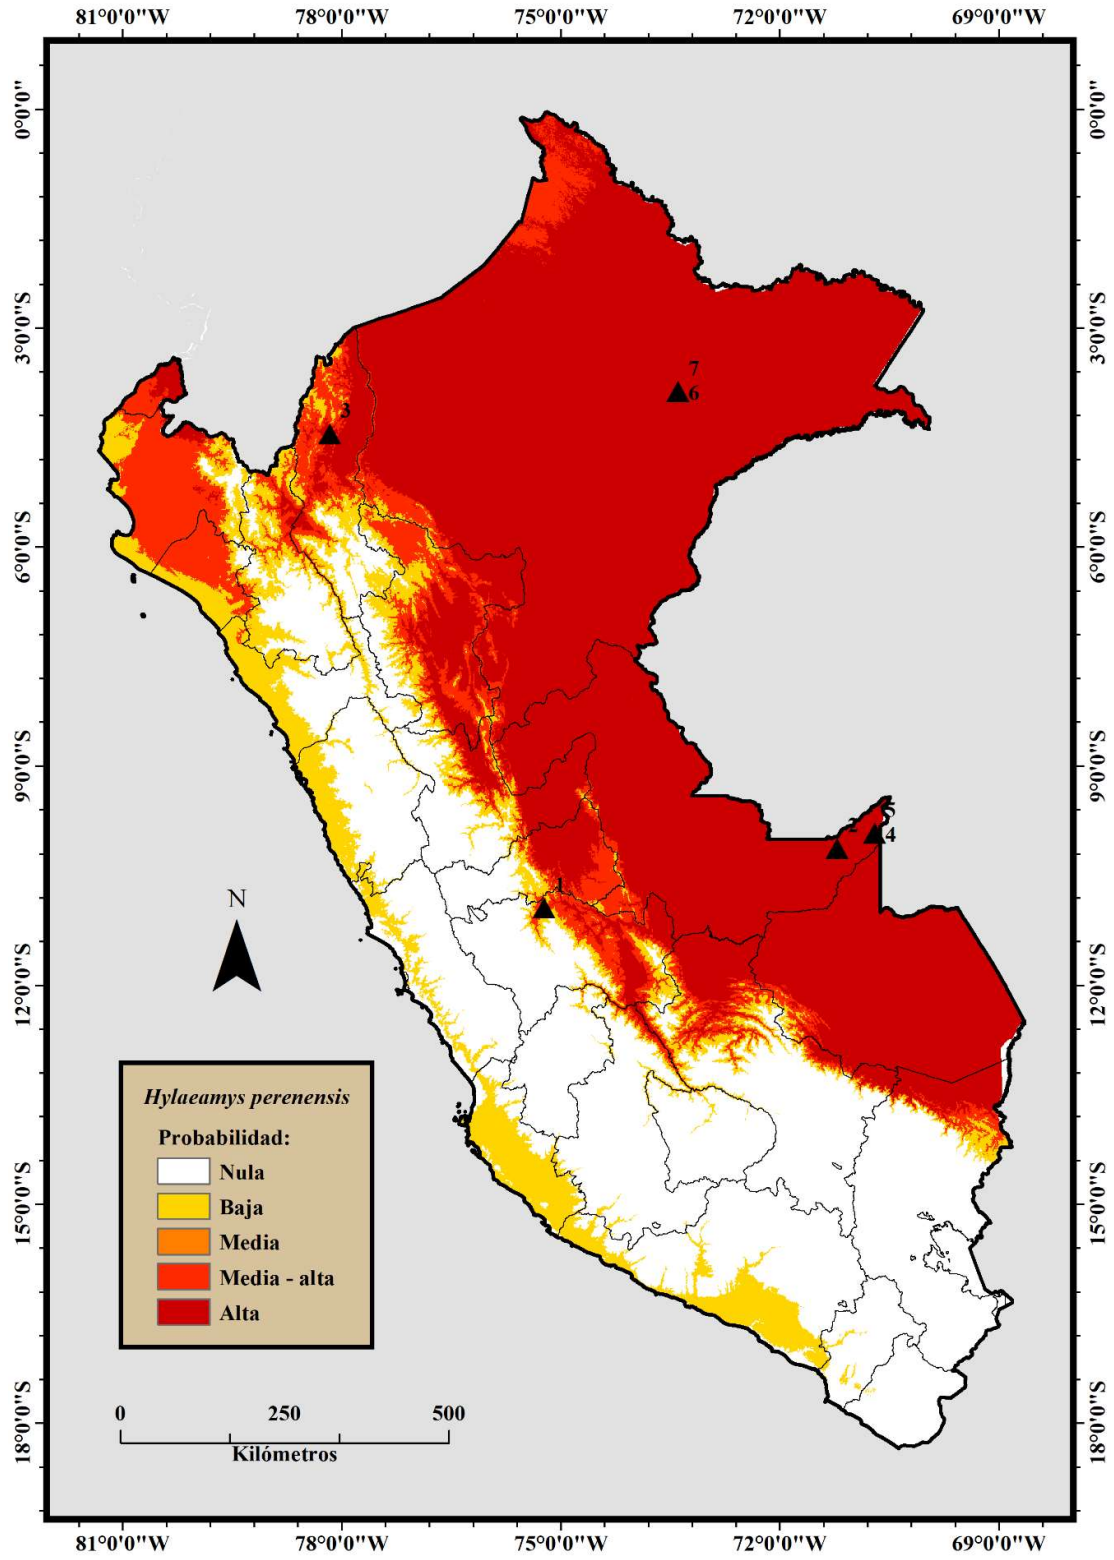 81°0'0"W 78°0'0"W 75°0'0"W 72°0'0"W 69°0'0"W
0°0'0" 0°0'0"
3°0'0"S 3°0'0"S
7
6
3
6°0'0"S 6°0'0"S
9°0'0"S 9°0'0"S
5
2 4
1
N
12°0'0"S 12°0'0"S
Hylaeamys perenensis
Probabilidad:
Nula
Baja
Media
Media - alta
Alta
15°0'0"S 15°0'0"S
0 250 500
Kilómetros
18°0'0"S 18°0'0"S
81°0'0"W 78°0'0"W 75°0'0"W 72°0'0"W 69°0'0"W